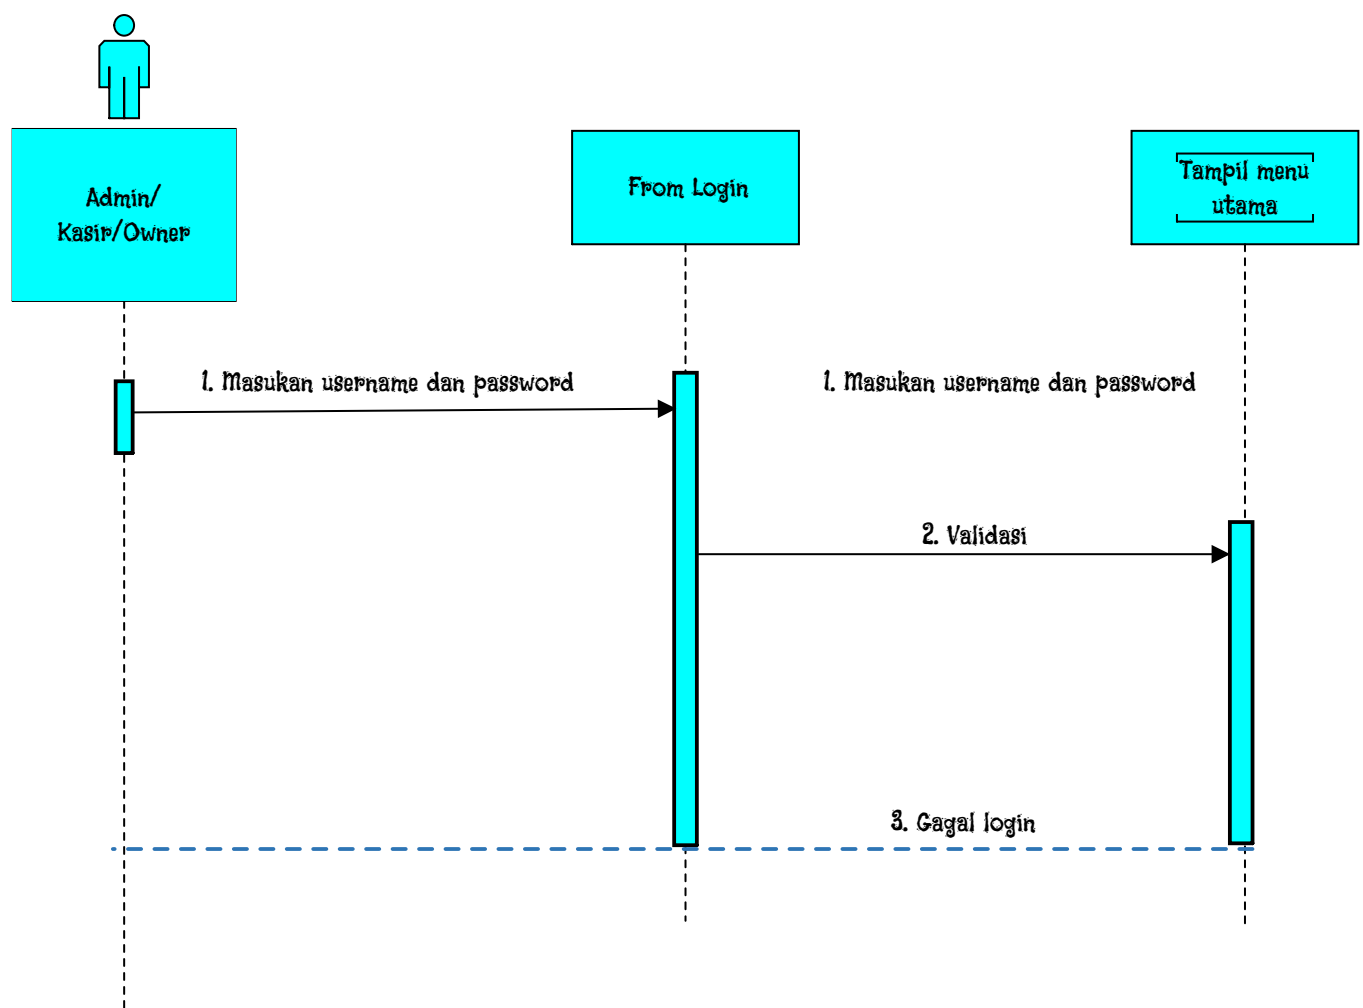 Admin/
Kasir/Owner
From Login
Tampil menu
utama
1. Masukan username dan password
1. Masukan username dan password
2. Validasi
3. Gagal login